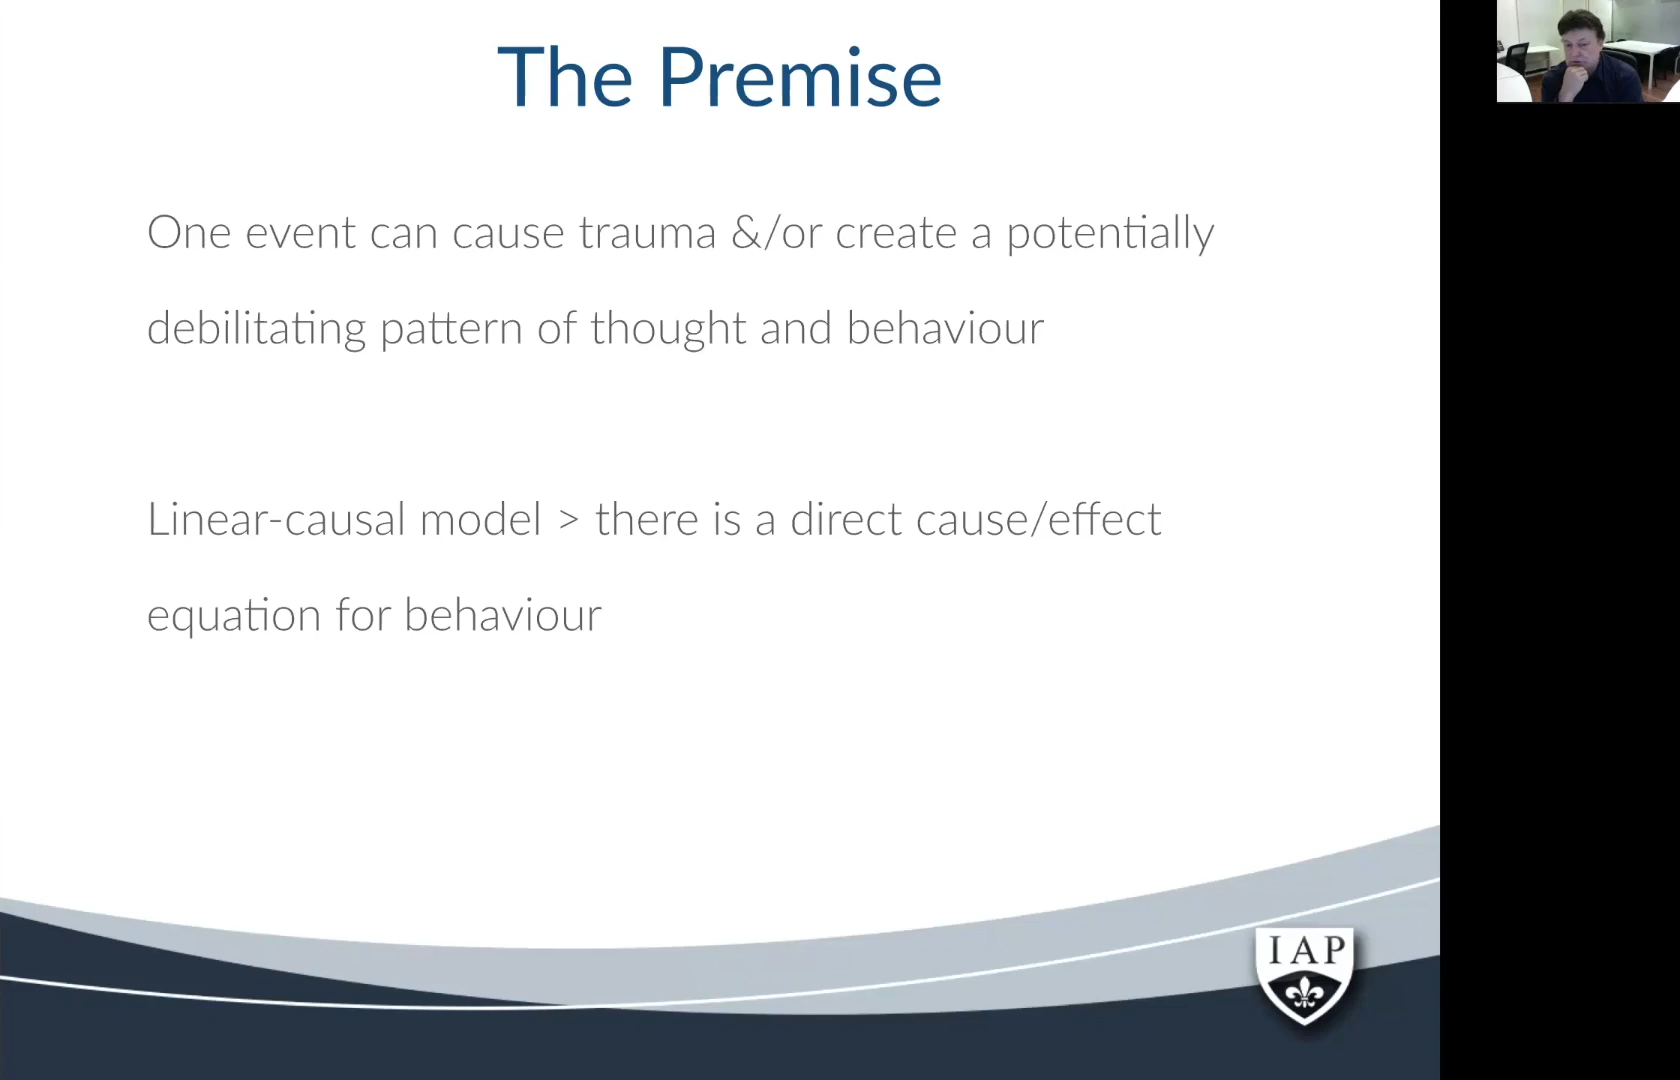 The Premise
One event can cause trauma &/or create a potentially
debilitating pattern of thought and behaviour
Linear-causal model > there is a direct cause/effect
equation for behaviour
IAP